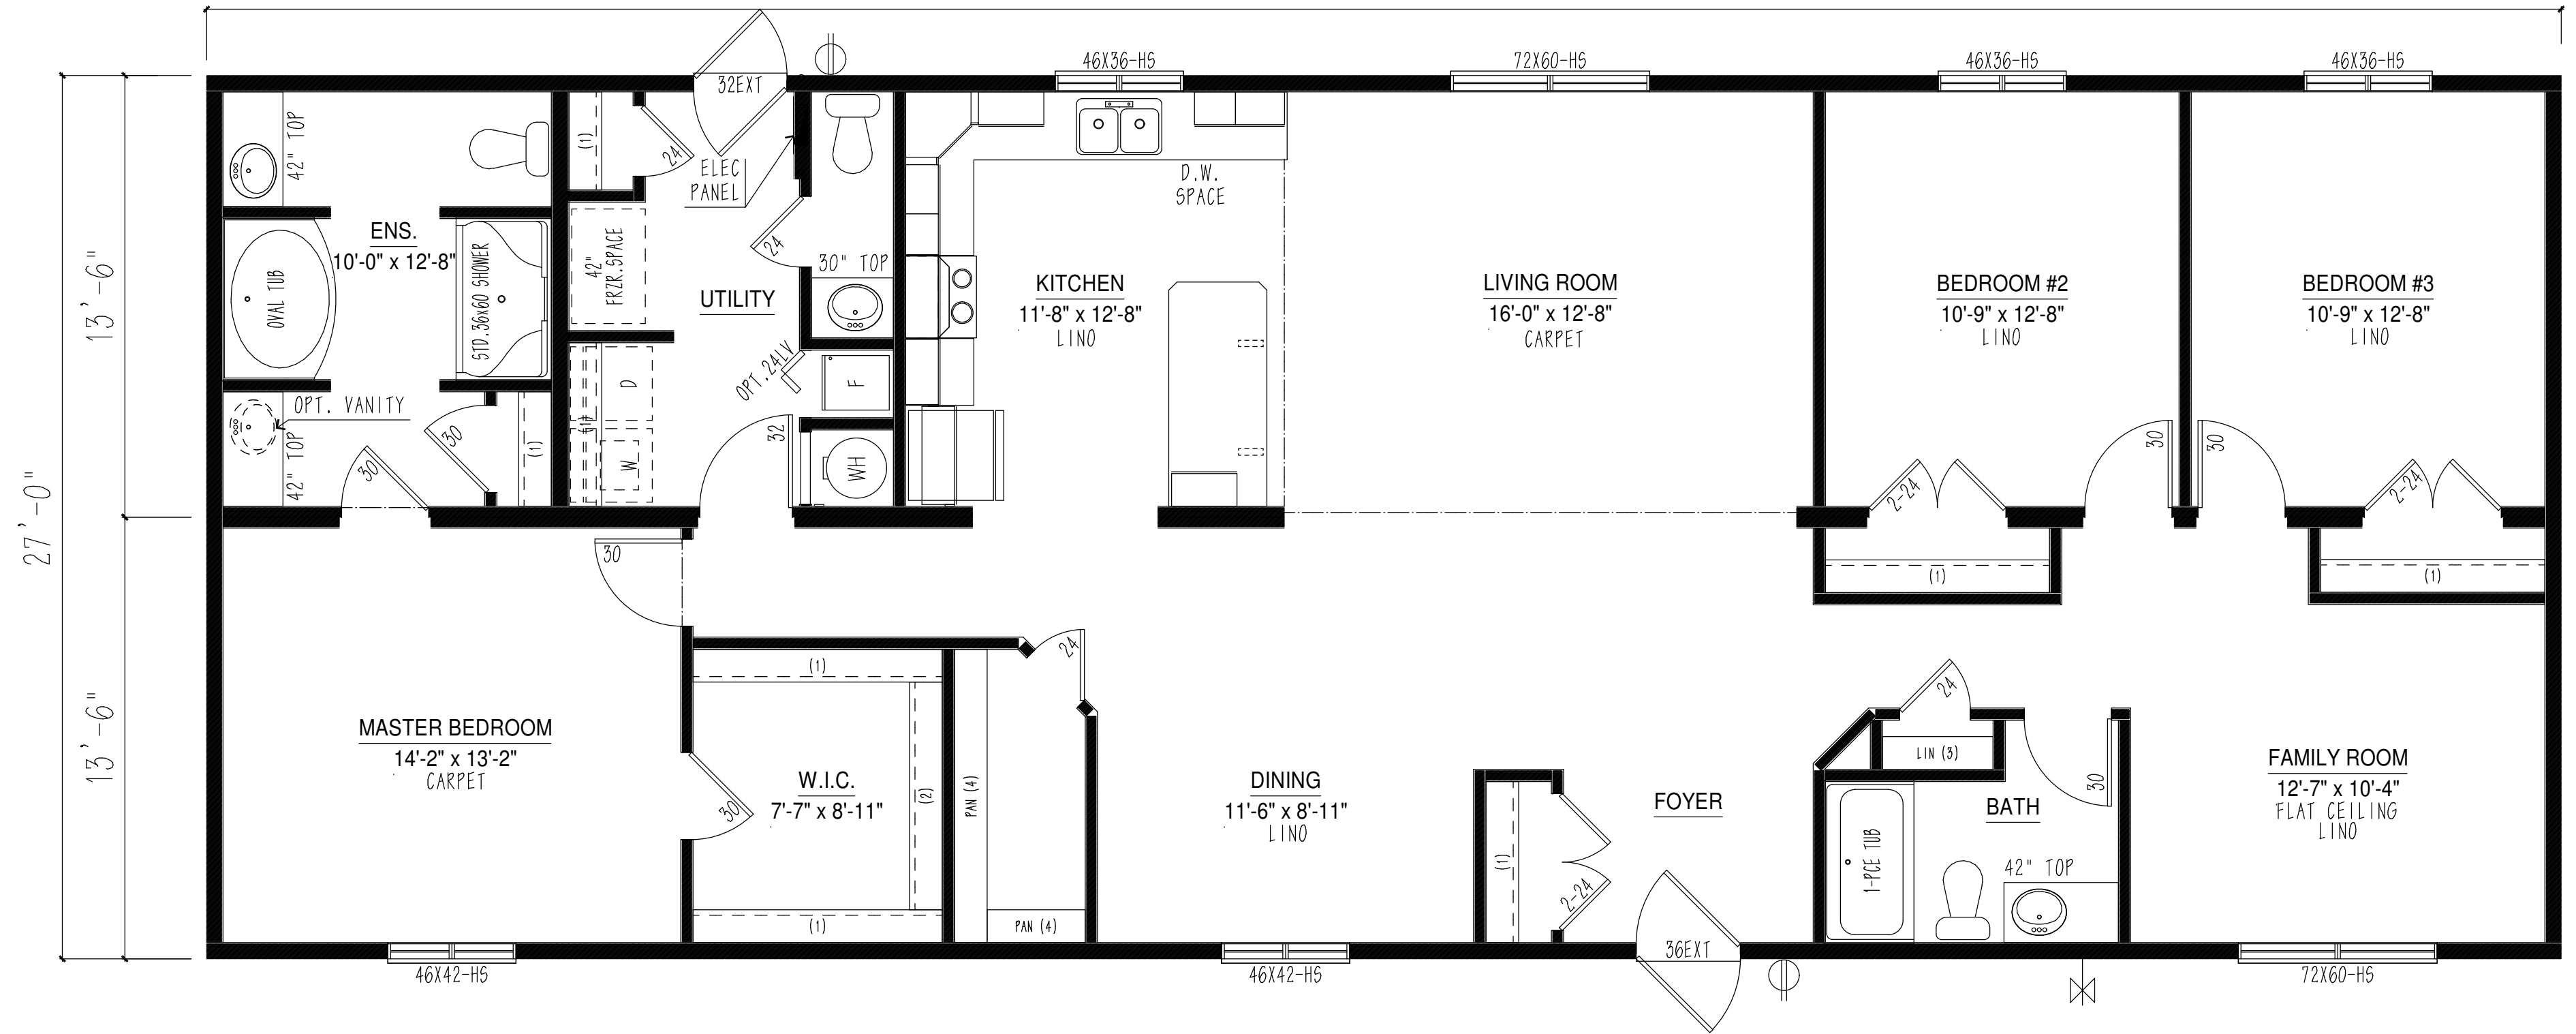 46X36-HS
72X60-HS
46X36-HS
46X36-HS
32EXT
42" TOP
(1)
24
ELEC
PANEL
D.W.
SPACE
ENS.
10'-0" x 12'-8"
OVAL TUB
STD.36x60 SHOWER
42"
FRZR.SPACE
UTILITY
24
30" TOP
KITCHEN
11'-8" x 12'-8"
LINO
LIVING ROOM
16'-0" x 12'-8"
CARPET
BEDROOM #2
10'-9" x 12'-8"
LINO
BEDROOM #3
10'-9" x 12'-8"
LINO
13'-6"
OPT. VANITY
42" TOP
30
30
(1)
(1)
D
W
OPT.24LV
F
32
WH
2-24
30
30
2-24
27'-0"
30
(1)
(1)
13'-6"
MASTER BEDROOM
14'-2" x 13'-2"
CARPET
30
(1)
W.I.C.
7'-7" x 8'-11"
(2)
(1)
24
PAN (4)
PAN (4)
DINING
11'-6" x 8'-11"
LINO
(1)
2-24
FOYER
36EXT
24
LIN (3)
BATH
30
1-PCE TUB
42" TOP
FAMILY ROOM
12'-7" x 10'-4"
FLAT CEILING
LINO
46X42-HS
46X42-HS
72X60-HS